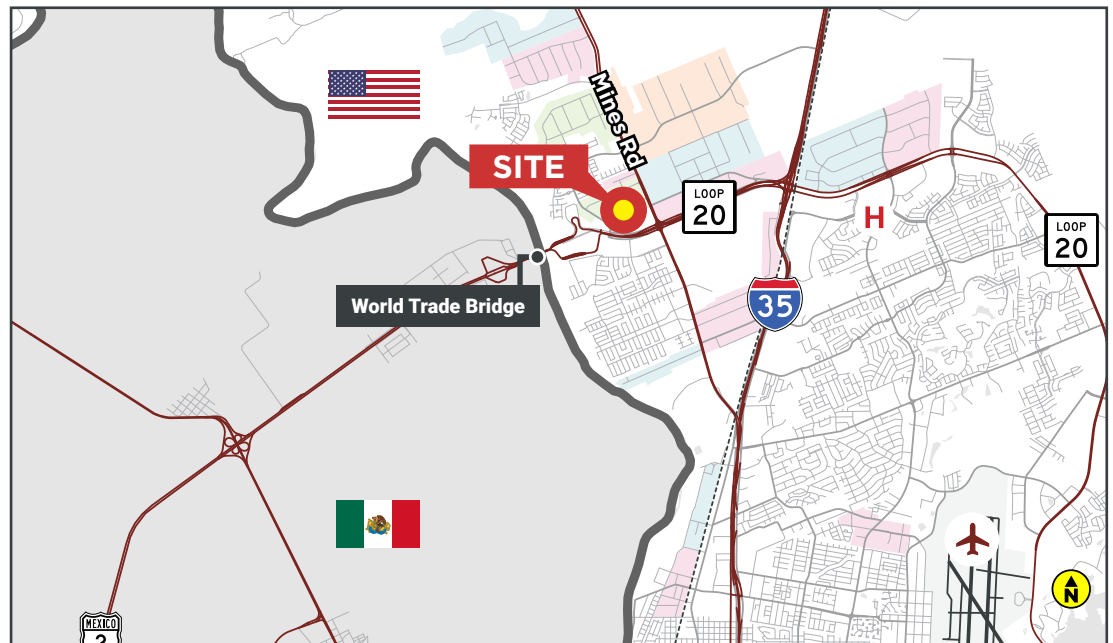 Mines Rd
SITE
LOOP
20
H
LOOP
20
World Trade Bridge
35
MEXICO
2
N